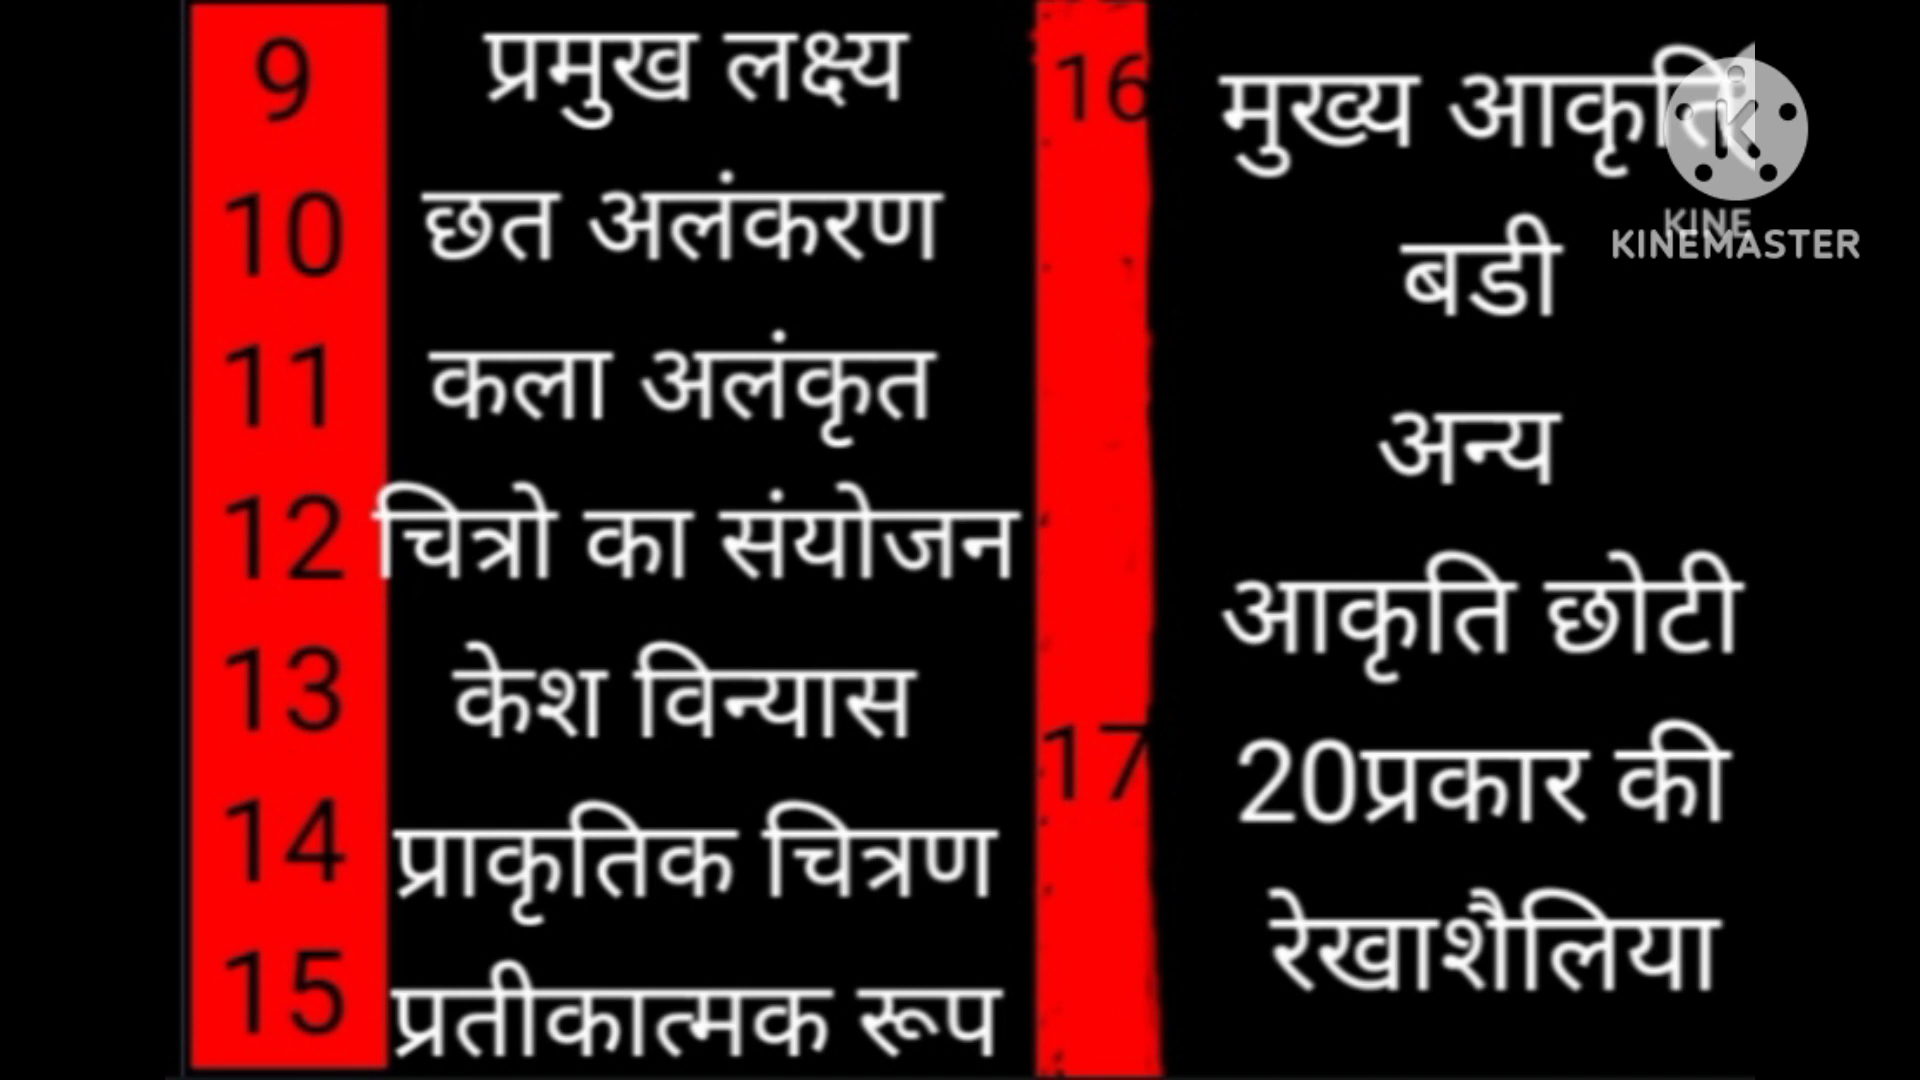 9 प्रमुख लक्ष्य
10 छत अलंकरण
11 कला अलंकृत
12 चित्रो का संयोजन
13 केश विन्यास
14 प्राकृतिक चित्रण
15 प्रतीकात्मक रूप
16 मुख्य आकृति
बडी
अन्य
आकृति छोटी
17 20प्रकार की
रेखाशैलिया
KINE
KINEMASTER